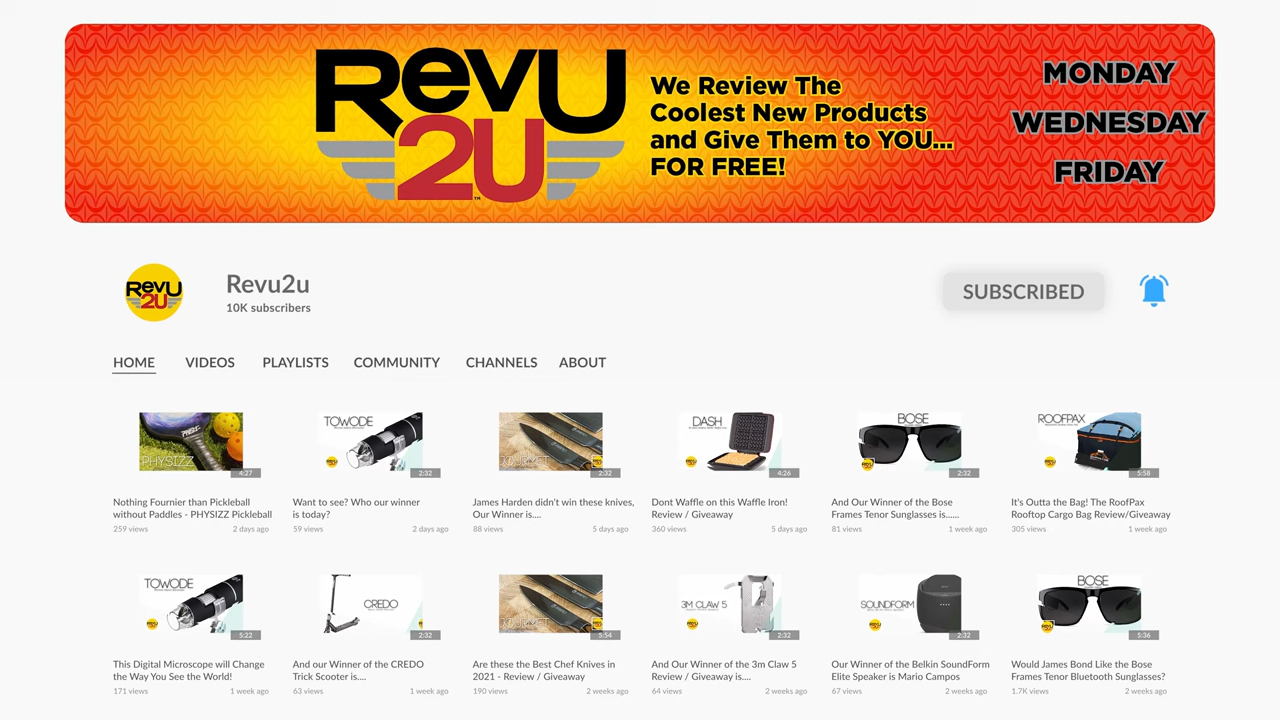 RevU
2U
™
We Review The
Coolest New Products
and Give Them to YOU...
FOR FREE!
MONDAY
WEDNESDAY
FRIDAY
RevU
2U
Revu2u
10K subscribers
SUBSCRIBED
HOME VIDEOS PLAYLISTS COMMUNITY CHANNELS ABOUT
PHYSIZZ
4:27
TOWODE
2:32
2:32
DASH
4:26
BOSE
2:32
ROOFPAX
5:58
Nothing Fournier than Pickleball
without Paddles - PHYSIZZ Pickleball
259 views 2 days ago
Want to see? Who our winner
is today?
59 views 2 days ago
James Harden didn't win these knives,
Our Winner is....
88 views 5 days ago
Dont Waffle on this Waffle Iron!
Review / Giveaway
360 views 5 days ago
And Our Winner of the Bose
Frames Tenor Sunglasses is......
81 views 1 week ago
It's Outta the Bag! The RoofPax
Rooftop Cargo Bag Review/Giveaway
305 views 1 week ago
TOWODE
5:22
CREDO
2:32
5:54
3M CLAW 5
2:32
SOUNDFORM
2:32
BOSE
5:36
This Digital Microscope will Change
the Way You See the World!
171 views 1 week ago
And our Winner of the CREDO
Trick Scooter is....
63 views 1 week ago
Are these the Best Chef Knives in
2021 - Review / Giveaway
190 views 2 weeks ago
And Our Winner of the 3m Claw 5
Review / Giveaway is....
64 views 2 weeks ago
Our Winner of the Belkin SoundForm
Elite Speaker is Mario Campos
67 views 2 weeks ago
Would James Bond Like the Bose
Frames Tenor Bluetooth Sunglasses?
1.7K views 2 weeks ago